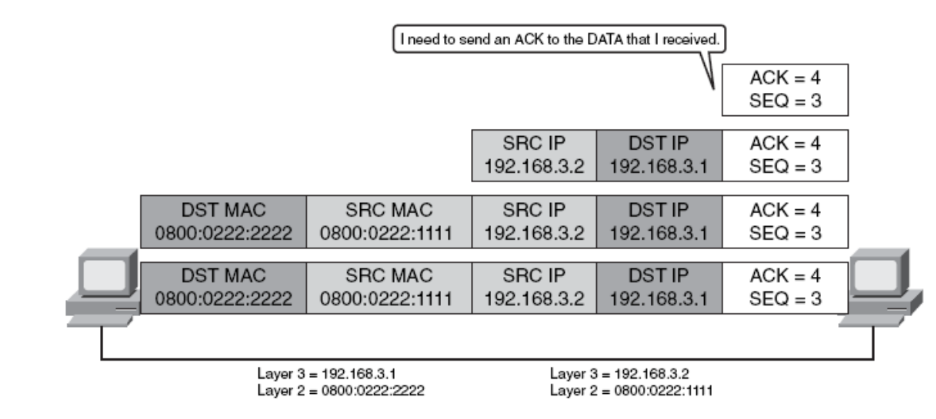 I need to send an ACK to the DATA that I received.
ACK = 4
SEQ = 3
SRC IP
192.168.3.2
DST IP
192.168.3.1
ACK = 4
SEQ = 3
DST MAC
0800:0222:2222
SRC MAC
0800:0222:1111
SRC IP
192.168.3.2
DST IP
192.168.3.1
ACK = 4
SEQ = 3
DST MAC
0800:0222:2222
SRC MAC
0800:0222:1111
SRC IP
192.168.3.2
DST IP
192.168.3.1
ACK = 4
SEQ = 3
Layer 3 = 192.168.3.1
Layer 2 = 0800:0222:2222
Layer 3 = 192.168.3.2
Layer 2 = 0800:0222:1111